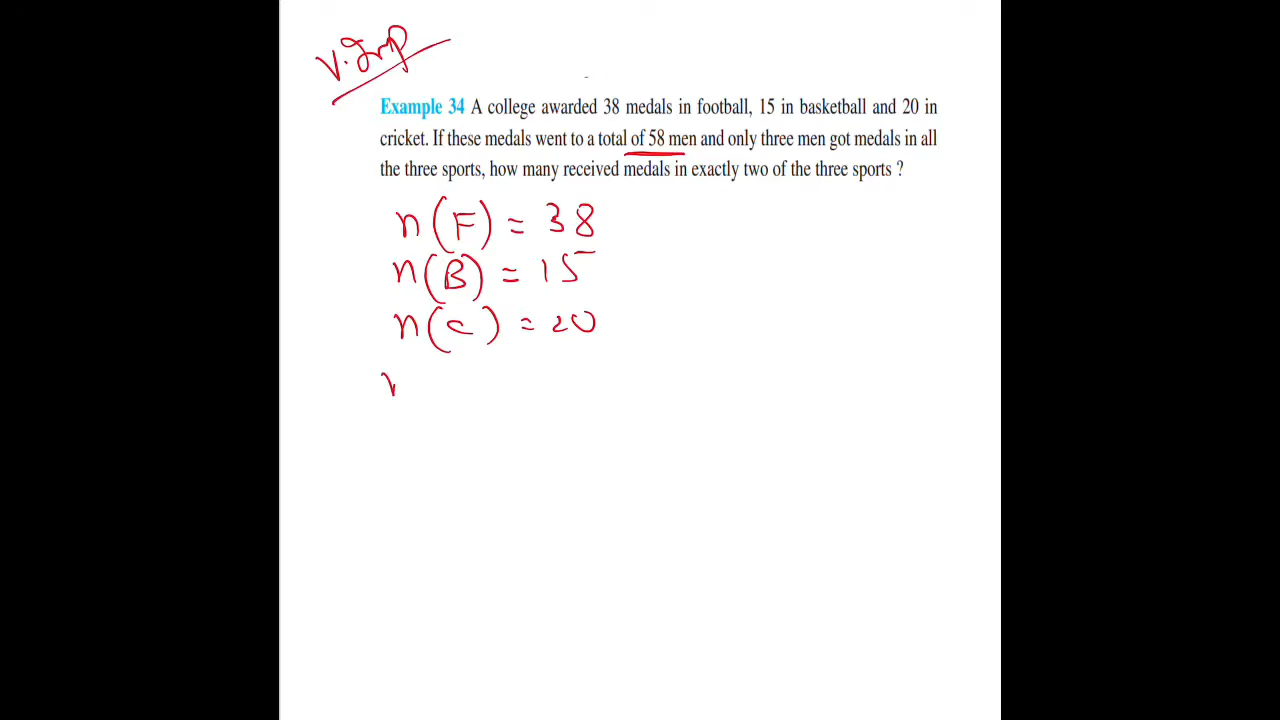 V.Imp
Example 34 A college awarded 38 medals in football, 15 in basketball and 20 in
cricket. If these medals went to a total of 58 men and only three men got medals in all
the three sports, how many received medals in exactly two of the three sports ?
n(F) = 38
n(B) = 15
n(C) = 20